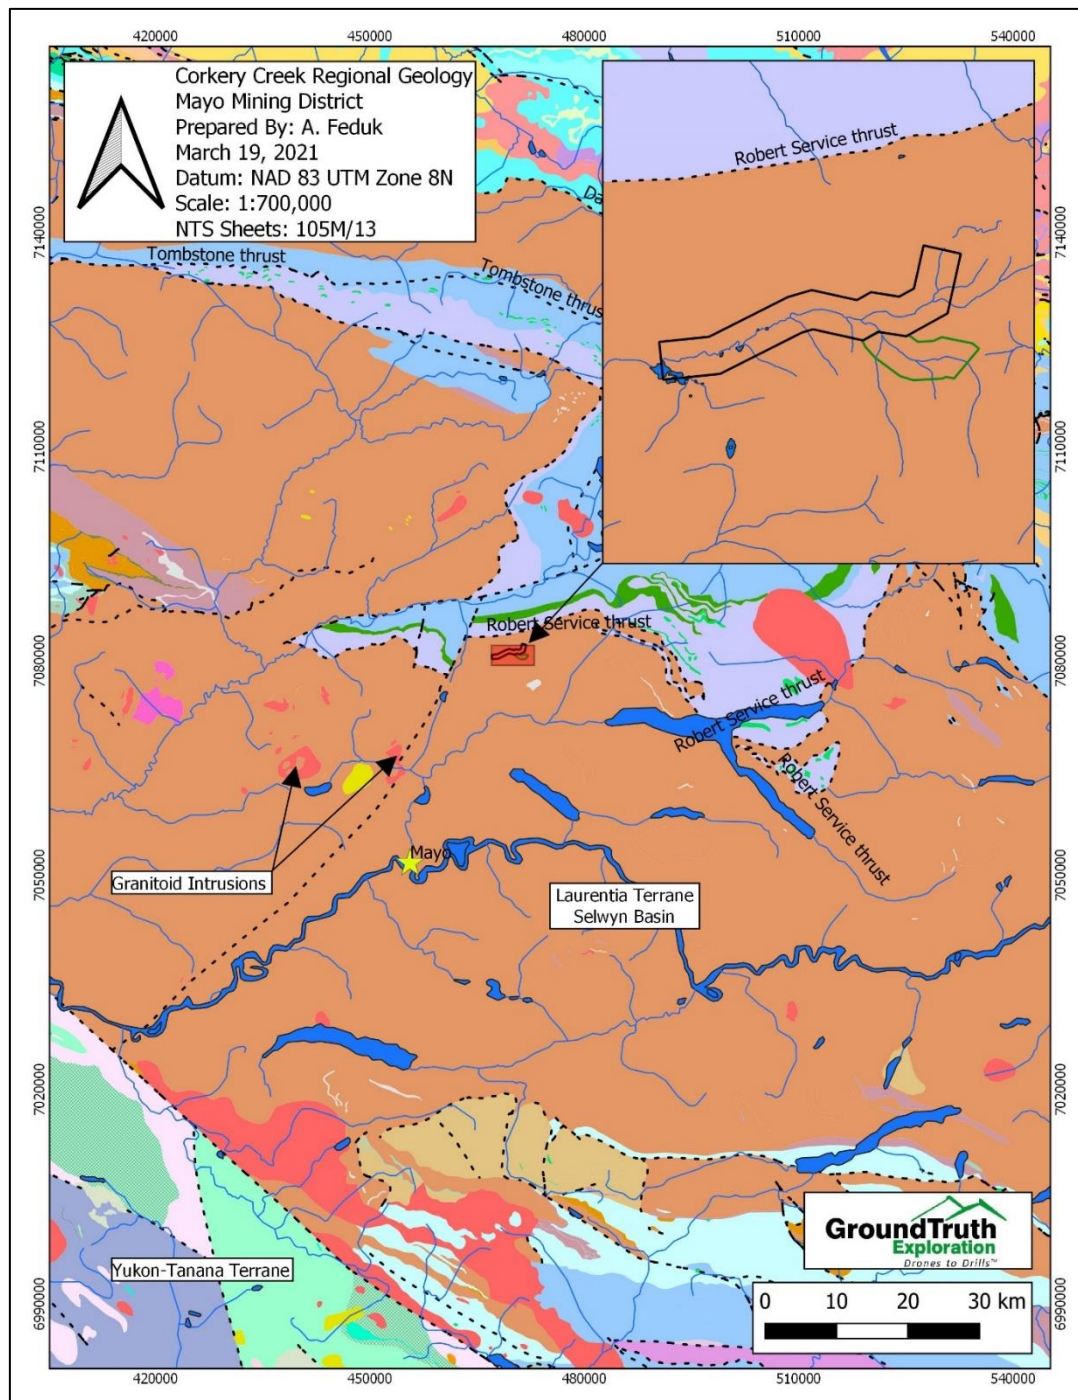 420000 450000 480000 510000 540000
Corkery Creek Regional Geology
Mayo Mining District
Prepared By: A. Feduk
March 19, 2021
Datum: NAD 83 UTM Zone 8N
Scale: 1:700,000
NTS Sheets: 105M/13
Robert Service thrust
Da
7140000
7140000
Tombstone thrust
Tombstone thrus
7110000
7110000
Robert Service thrust
7080000
7080000
Robert Service thrust
Robert Service thrust
Mayo
Granitoid Intrusions
7050000
7050000
Laurentia Terrane
Selwyn Basin
7020000
7020000
GroundTruth
Exploration
Drones to Drills™
Yukon-Tanana Terrane
6990000
6990000
0 10 20 30 km
420000 450000 480000 510000 540000